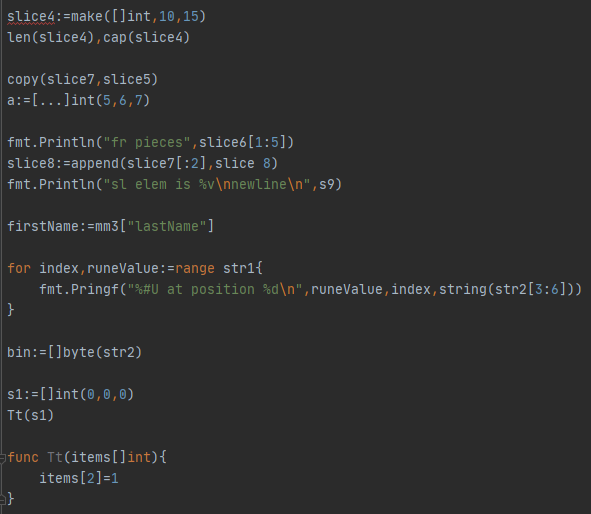 slice4:=make([]int,10,15)
len(slice4),cap(slice4)
copy(slice7,slice5)
a:=[...]int(5,6,7)
fmt.Println("fr pieces",slice6[1:5])
slice8:=append(slice7[:2],slice 8)
fmt.Println("sl elem is %v\nnewline\n",s9)
firstName:=mm3["lastName"]
for index,runeValue:=range str1{
    fmt.Pringf("%#U at position %d\n",runeValue,index,string(str2[3:6]))
}
bin:=[]byte(str2)
s1:=[]int(0,0,0)
Tt(s1)
func Tt(items[]int){
    items[2]=1
}